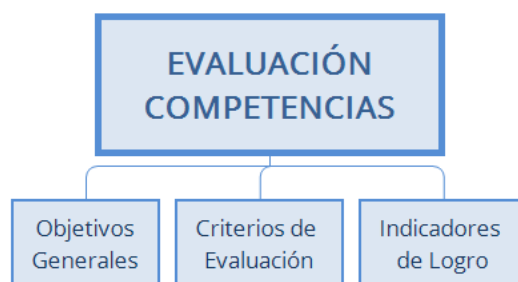 EVALUACIÓN
COMPETENCIAS
Objetivos
Generales
Criterios de
Evaluación
Indicadores
de Logro